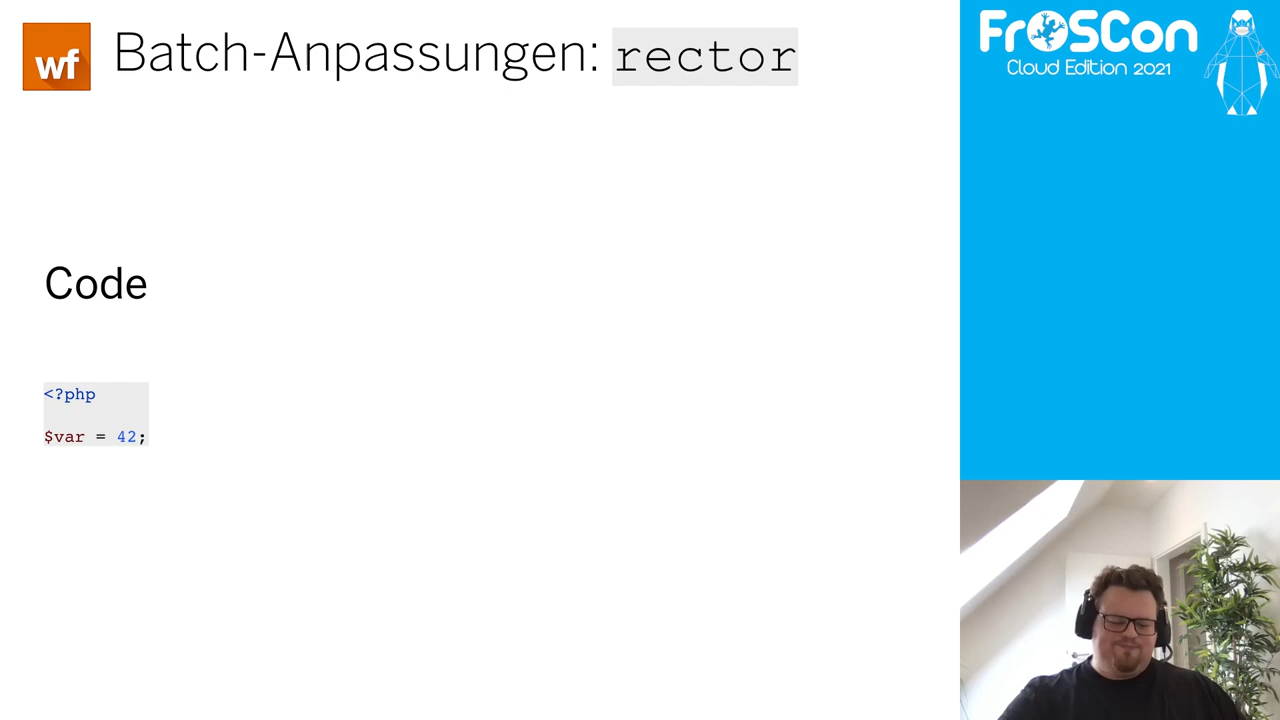 wf
Batch-Anpassungen: rector
FrOSCon
Cloud Edition 2021
Code
<?php
$var = 42;